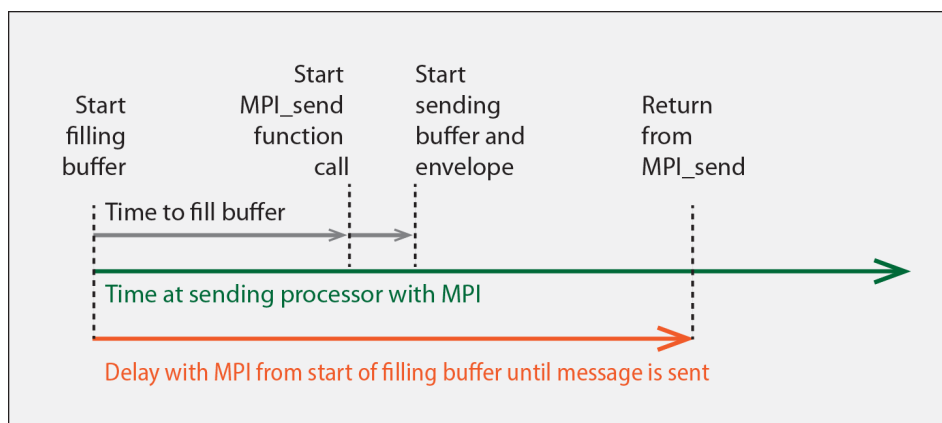 Start
filling
buffer
Start
MPI_send
function
call
Start
sending
buffer and
envelope
Return
from
MPI_send
Time to fill buffer
Time at sending processor with MPI
Delay with MPI from start of filling buffer until message is sent